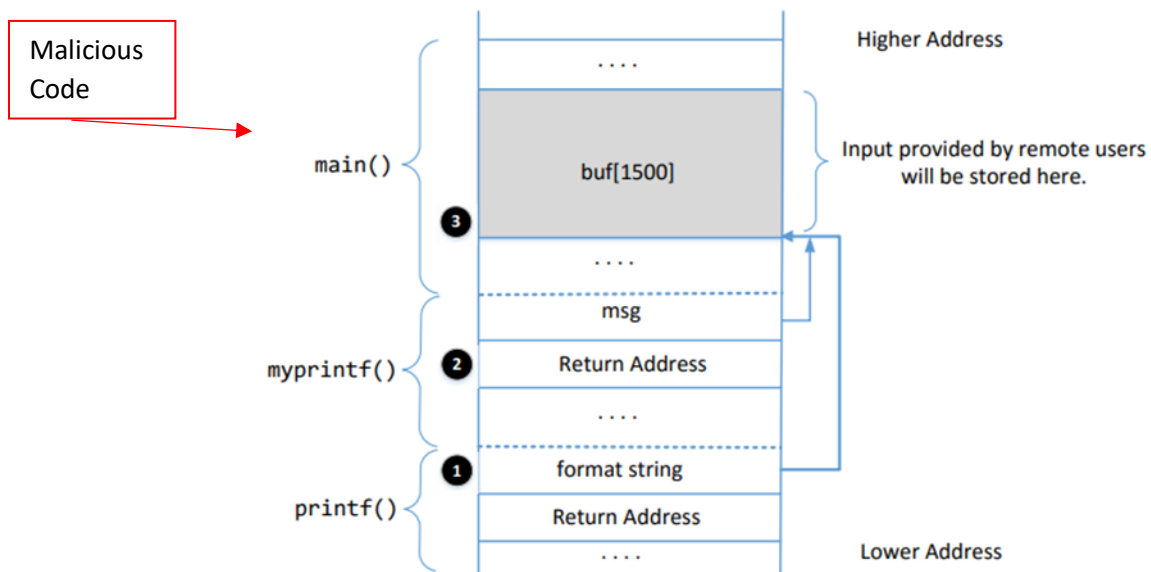 Malicious
Code
Higher Address
. . . .
main()
buf[1500]
Input provided by remote users
will be stored here.
3
. . . .
msg
myprintf()
2
Return Address
. . . .
1
format string
printf()
Return Address
. . . .
Lower Address